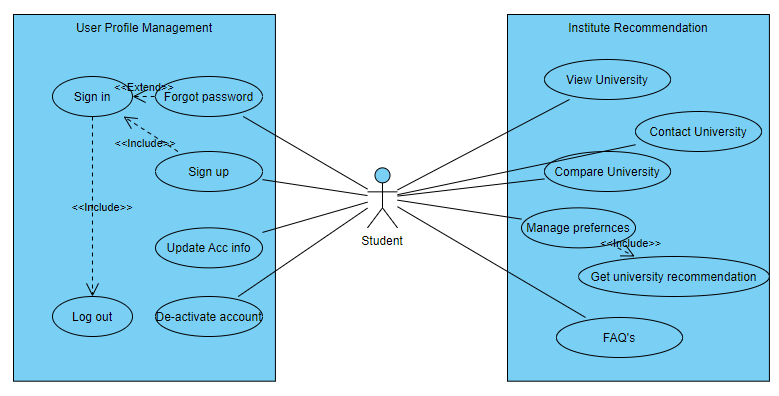 User Profile Management
Sign in
<<Extend>>
Forgot password
<<Include>>
Sign up
<<Include>>
Update Acc info
Log out
De-activate account
Student
Institute Recommendation
View University
Contact University
Compare University
Manage prefernces
<<Include>>
Get university recommendation
FAQ's